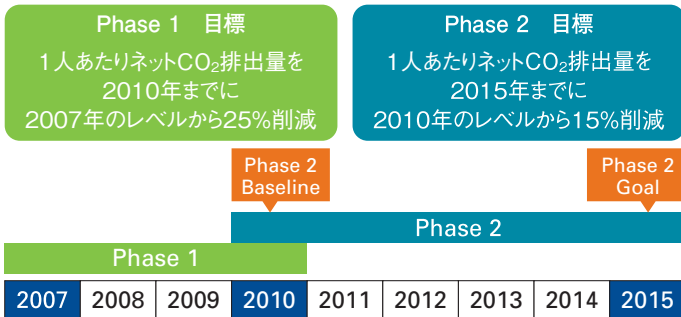 Phase 1　目標
1人あたりネットCO₂排出量を
2010年までに
2007年のレベルから25%削減
Phase 2　目標
1人あたりネットCO₂排出量を
2015年までに
2010年のレベルから15%削減
Phase 2
Baseline
Phase 2
Goal
Phase 2
Phase 1
2007 2008 2009 2010 2011 2012 2013 2014 2015